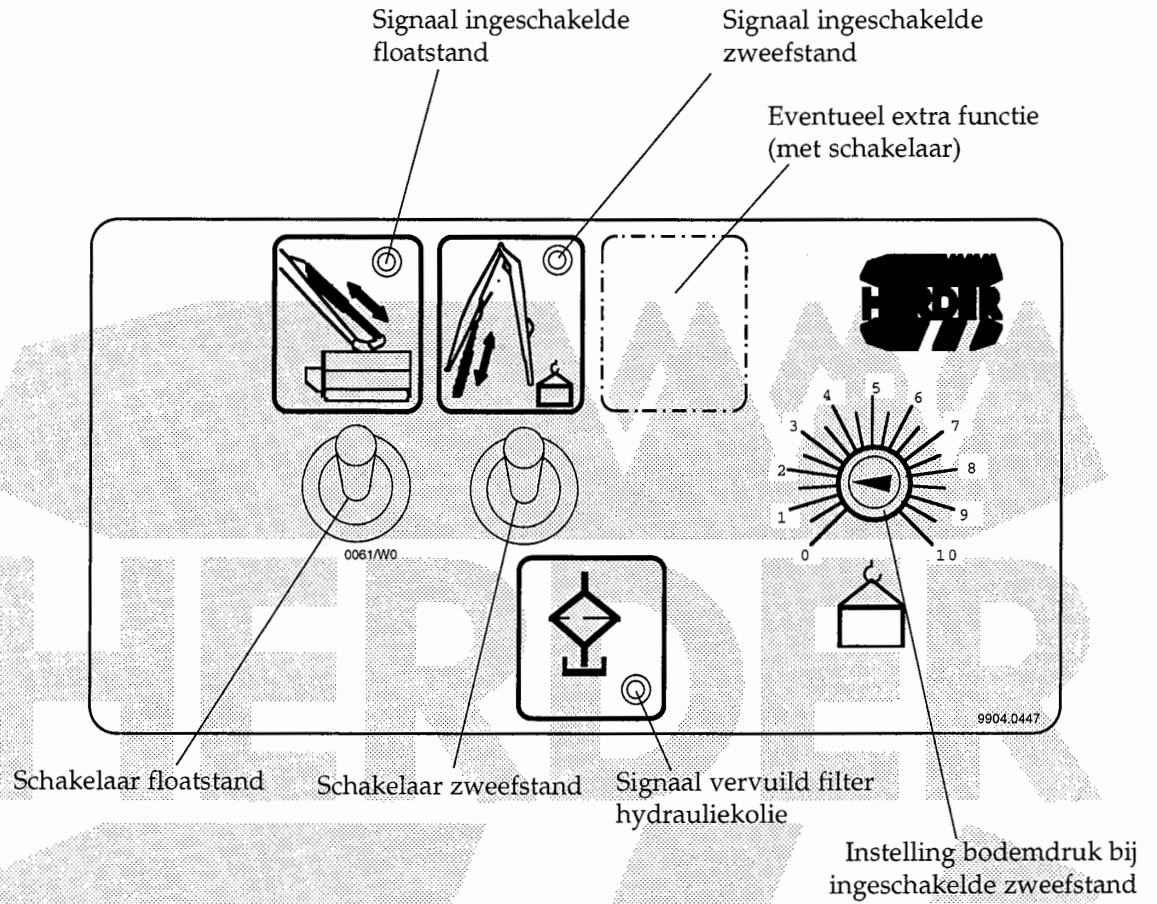 Signaal ingeschakelde
floatstand
Signaal ingeschakelde
zweefstand
Eventueel extra functie
(met schakelaar)
HERDER
5
4
6
3
7
2
8
1
9
0
10
0061/W0
9904.0447
HERDER
Schakelaar floatstand
Schakelaar zweefstand
Signaal vervuild filter
hydrauliekolie
Instelling bodemdruk bij
ingeschakelde zweefstand